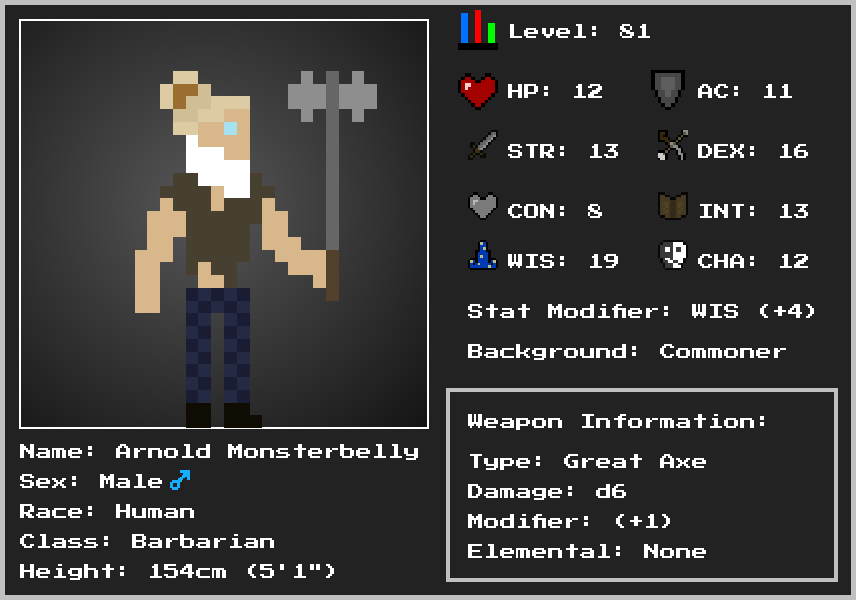 Level: 81
HP: 12
AC: 11
STR: 13
DEX: 16
CON: 8
INT: 13
WIS: 19
CHA: 12
Stat Modifier: WIS (+4)
Background: Commoner
Weapon Information:
Type: Great Axe
Damage: d6
Modifier: (+1)
Elemental: None
Name: Arnold Monsterbelly
Sex: Male ♂
Race: Human
Class: Barbarian
Height: 154cm (5'1")